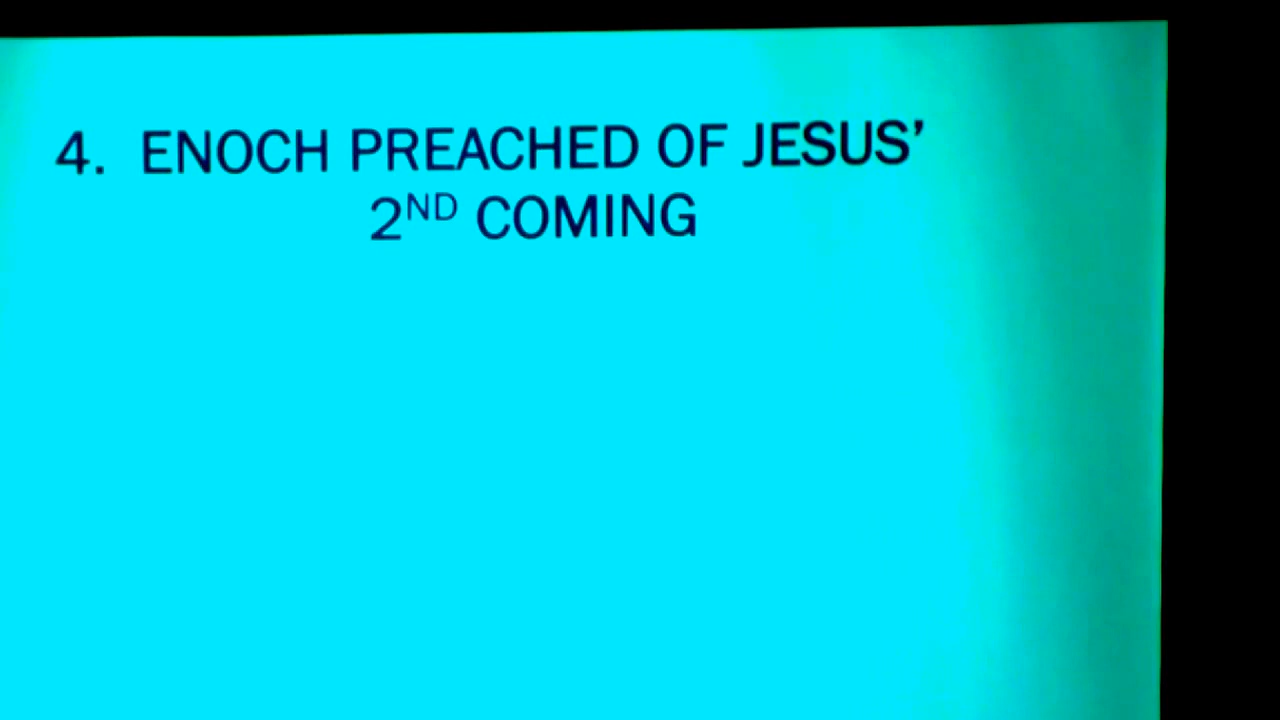 4. ENOCH PREACHED OF JESUS’
2ND COMING